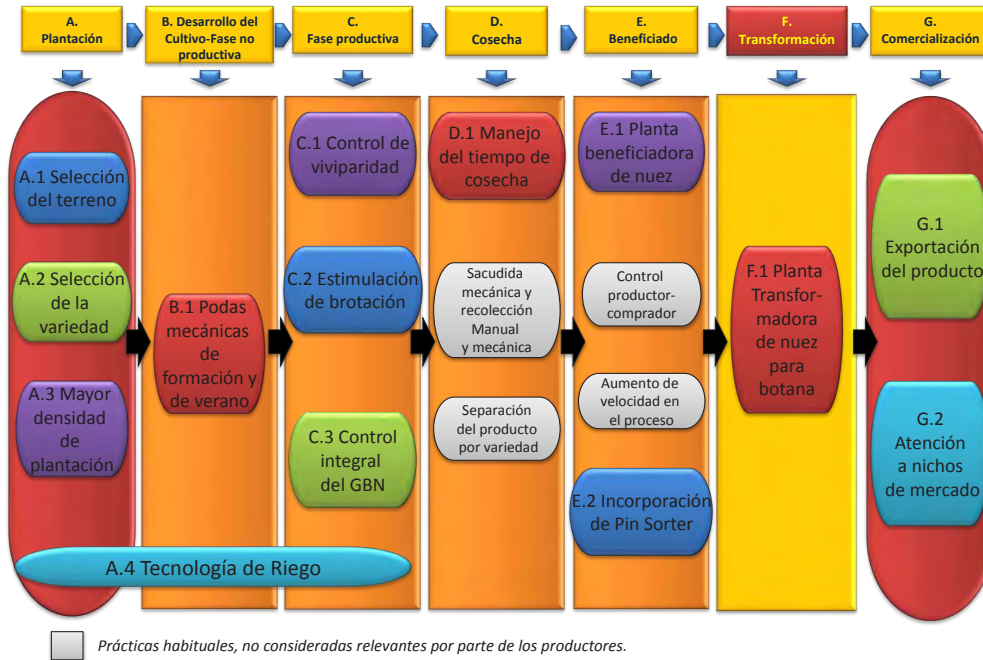 A.
Plantación
B. Desarrollo del
Cultivo-Fase no
productiva
C.
Fase productiva
D.
Cosecha
E.
Beneficiado
F.
Transformación
G.
Comercialización
A.1 Selección
del terreno
A.2 Selección
de la
variedad
A.3 Mayor
densidad
de
plantación
A.4 Tecnología de Riego
B.1 Podas
mecánicas
de
formación y
de verano
C.1 Control de
viviparidad
C.2 Estimulación
de brotación
C.3 Control
integral
del GBN
D.1 Manejo
del tiempo de
cosecha
Sacudida
mecánica y
recolección
Manual
y mecánica
Separación
del producto
por variedad
E.1 Planta
beneficiadora
de nuez
Control
productor-
comprador
Aumento de
velocidad en
el proceso
E.2 Incorporación
de Pin Sorter
F.1 Planta
Transfor-
madora
de nuez
para
botana
G.1
Exportación
del producto
G.2
Atención
a nichos
de mercado
Prácticas habituales, no consideradas relevantes por parte de los productores.